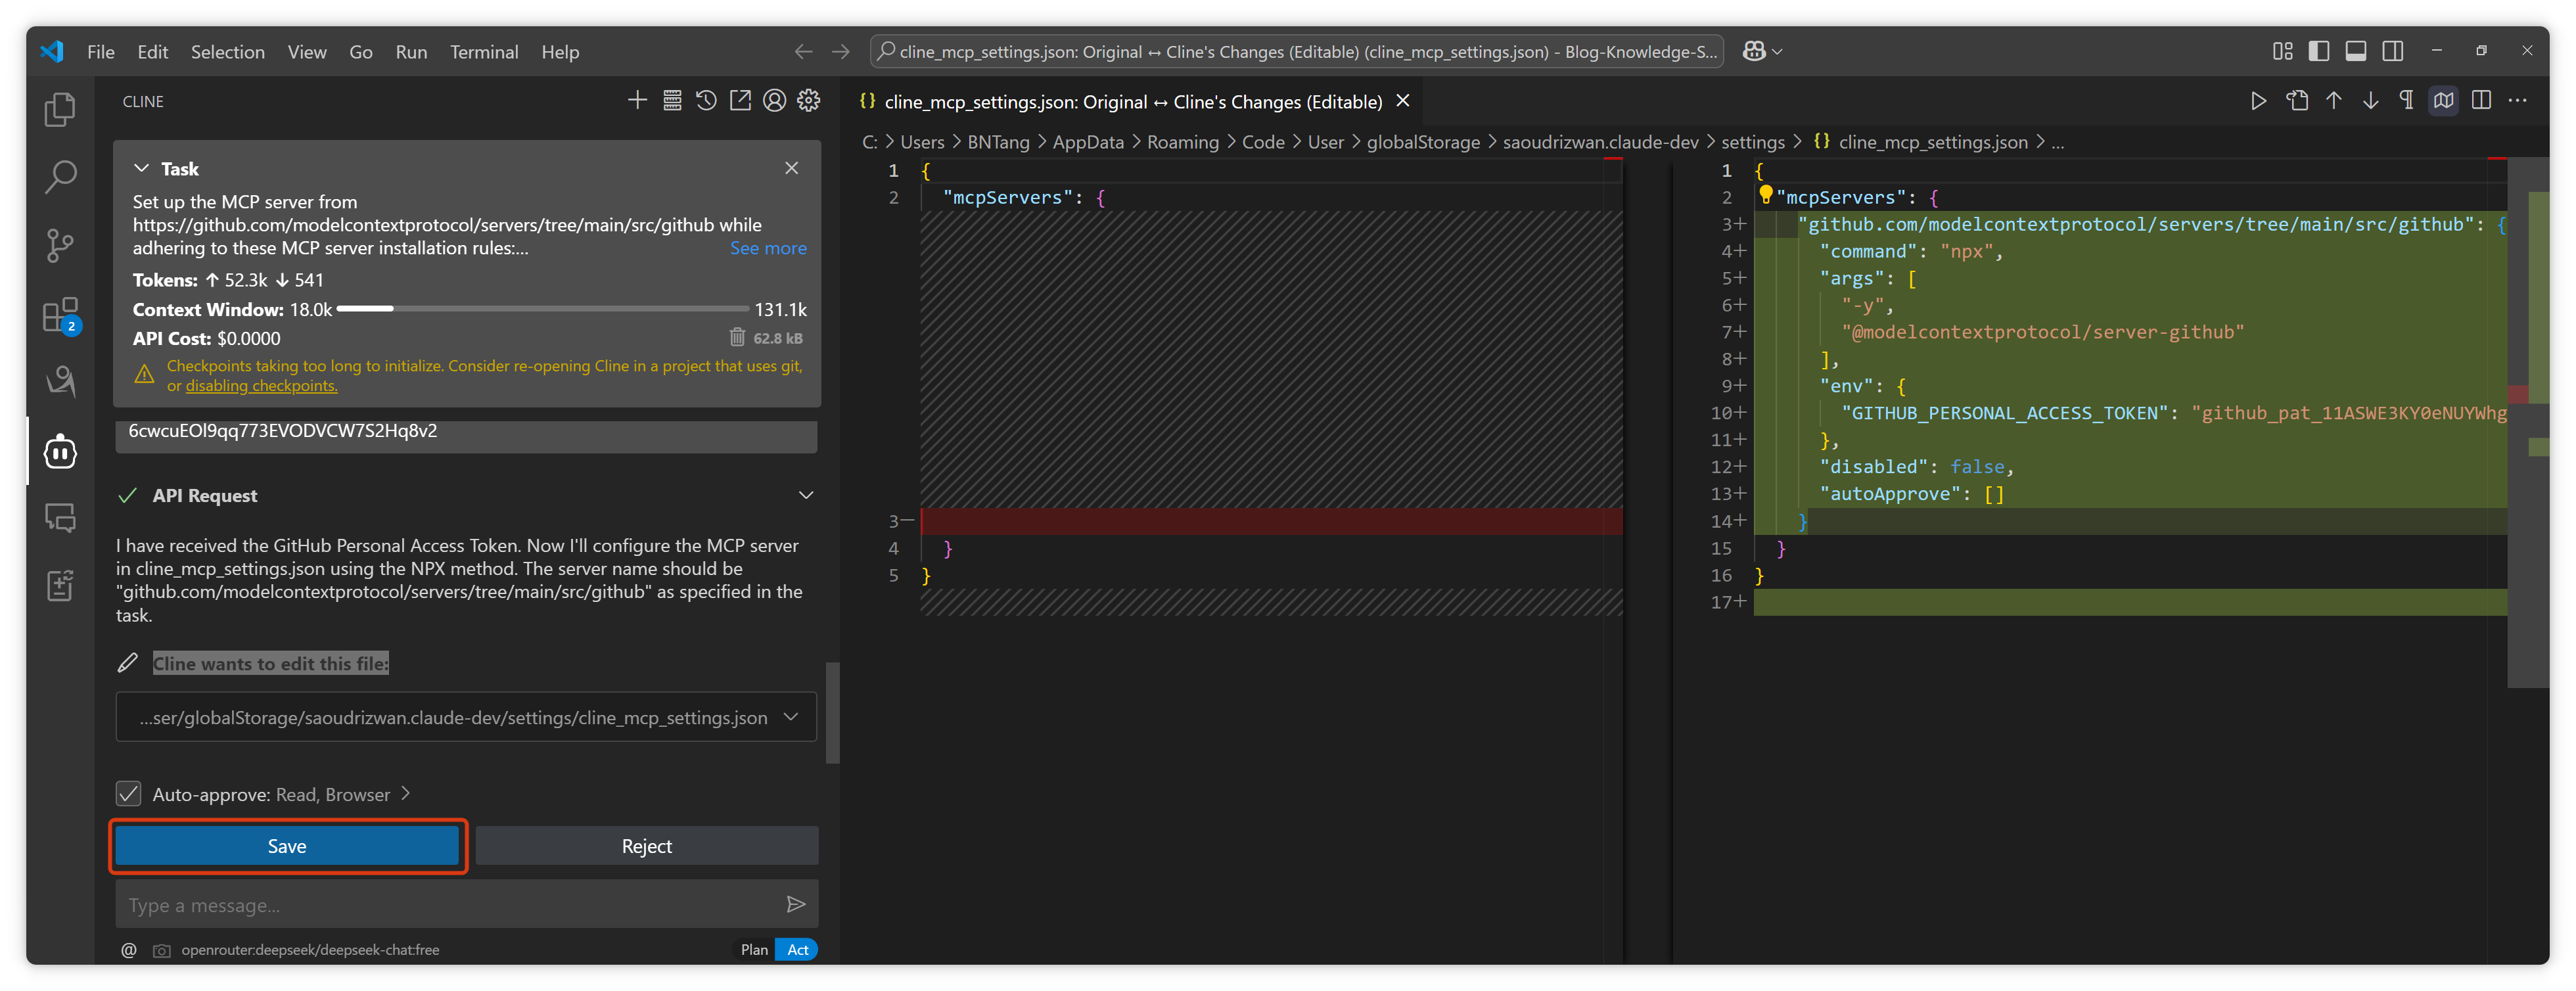 File Edit Selection View Go Run Terminal Help
cline_mcp_settings.json: Original ↔ Cline's Changes (Editable) (cline_mcp_settings.json) - Blog-Knowledge-S...
CLINE
Task
Set up the MCP server from
https://github.com/modelcontextprotocol/servers/tree/main/src/github while
adhering to these MCP server installation rules:...
See more
Tokens: ↑ 52.3k ↓ 541
Context Window: 18.0k 131.1k
API Cost: $0.0000
62.8 kB
Checkpoints taking too long to initialize. Consider re-opening Cline in a project that uses git,
or disabling checkpoints.
6cwcuEOl9qq773EVODVCW7S2Hq8v2
API Request
I have received the GitHub Personal Access Token. Now I'll configure the MCP server
in cline_mcp_settings.json using the NPX method. The server name should be
"github.com/modelcontextprotocol/servers/tree/main/src/github" as specified in the
task.
Cline wants to edit this file:
...ser/globalStorage/saoudrizwan.claude-dev/settings/cline_mcp_settings.json
Auto-approve: Read, Browser
Save
Reject
Type a message...
@ openrouter:deepseek/deepseek-chat:free
Plan Act
2
{} cline_mcp_settings.json: Original ↔ Cline's Changes (Editable)
C: > Users > BNTang > AppData > Roaming > Code > User > globalStorage > saoudrizwan.claude-dev > settings > {} cline_mcp_settings.json > ...
1 {
2 "mcpServers": {
3—
4 }
5 }
1 {
2 "mcpServers": {
3+ "github.com/modelcontextprotocol/servers/tree/main/src/github": {
4+ "command": "npx",
5+ "args": [
6+ "-y",
7+ "@modelcontextprotocol/server-github"
8+ ],
9+ "env": {
10+ "GITHUB_PERSONAL_ACCESS_TOKEN": "github_pat_11ASWE3KY0eNUYWhg
11+ },
12+ "disabled": false,
13+ "autoApprove": []
14+ }
15 }
16 }
17+